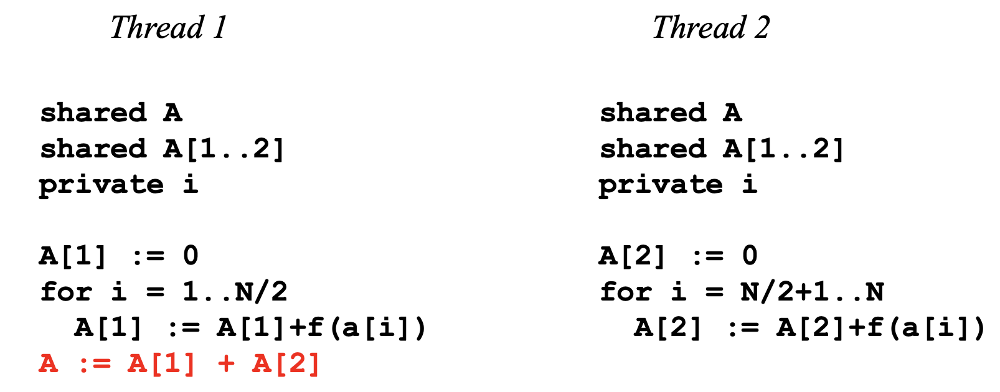 Thread 1
shared A
shared A[1..2]
private i
A[1] := 0
for i = 1..N/2
A[1] := A[1]+f(a[i])
A := A[1] + A[2]
Thread 2
shared A
shared A[1..2]
private i
A[2] := 0
for i = N/2+1..N
A[2] := A[2]+f(a[i])